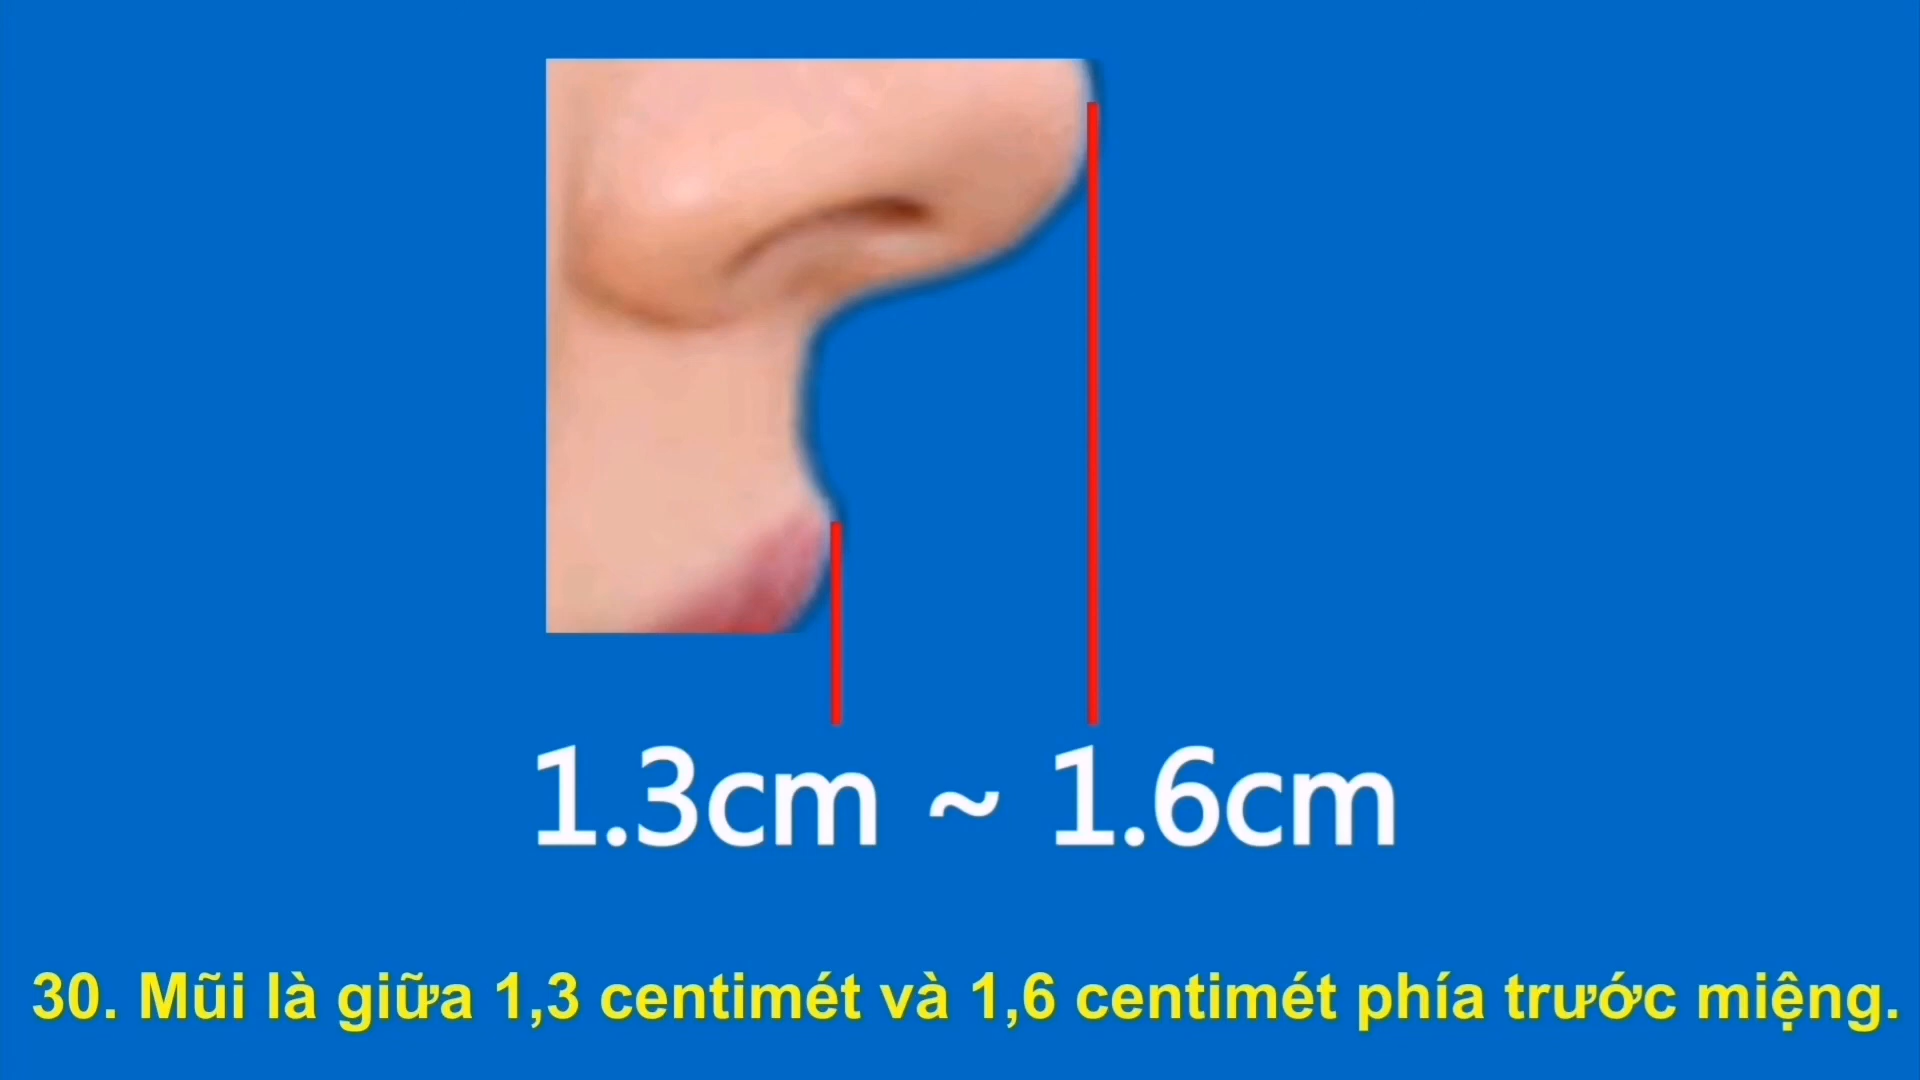 1.3cm ~ 1.6cm
30. Mũi là giữa 1,3 centimét và 1,6 centimét phía trước miệng.